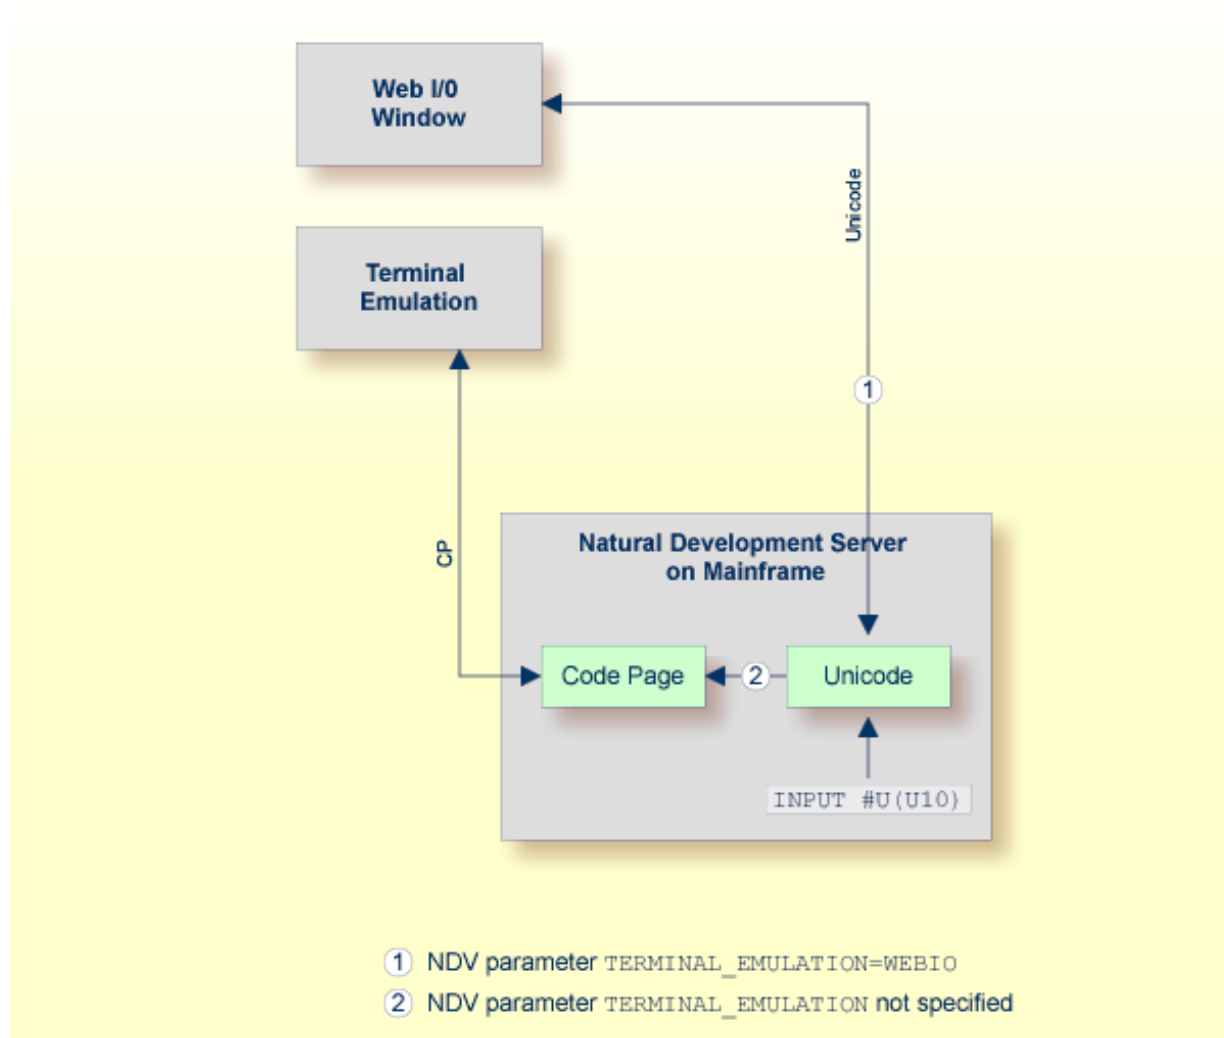 Web I/0
Window
Unicode
Terminal
Emulation
1
CP
Natural Development Server
on Mainframe
Code Page
2
Unicode
INPUT #U(U10)
1 NDV parameter TERMINAL_EMULATION=WEBIO
2 NDV parameter TERMINAL_EMULATION not specified